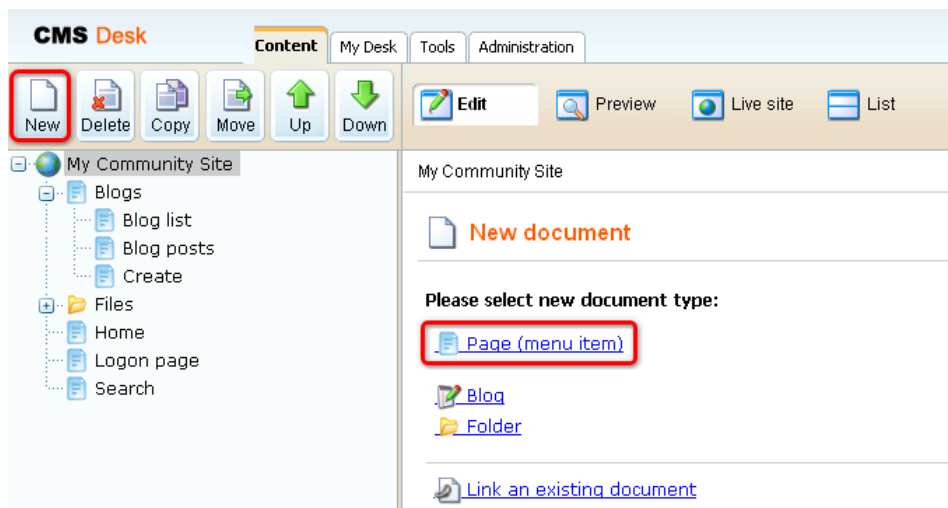 CMS Desk
Content My Desk Tools Administration
New Delete Copy Move Up Down
Edit Preview Live site List
My Community Site
Blogs
Blog list
Blog posts
Create
Files
Home
Logon page
Search
My Community Site
New document
Please select new document type:
Page (menu item)
Blog
Folder
Link an existing document